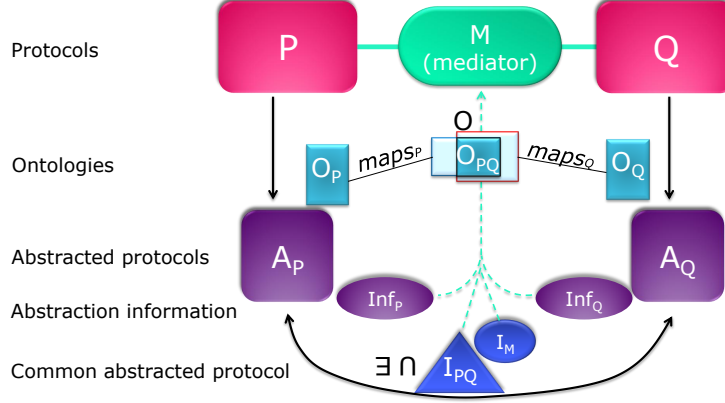 Protocols
P
M
(mediator)
Q
O
Ontologies
O_P
maps_P
O_PQ
maps_Q
O_Q
Abstracted protocols
A_P
A_Q
Abstraction information
Inf_P
Inf_Q
I_M
Common abstracted protocol
∃ ∩
I_PQ